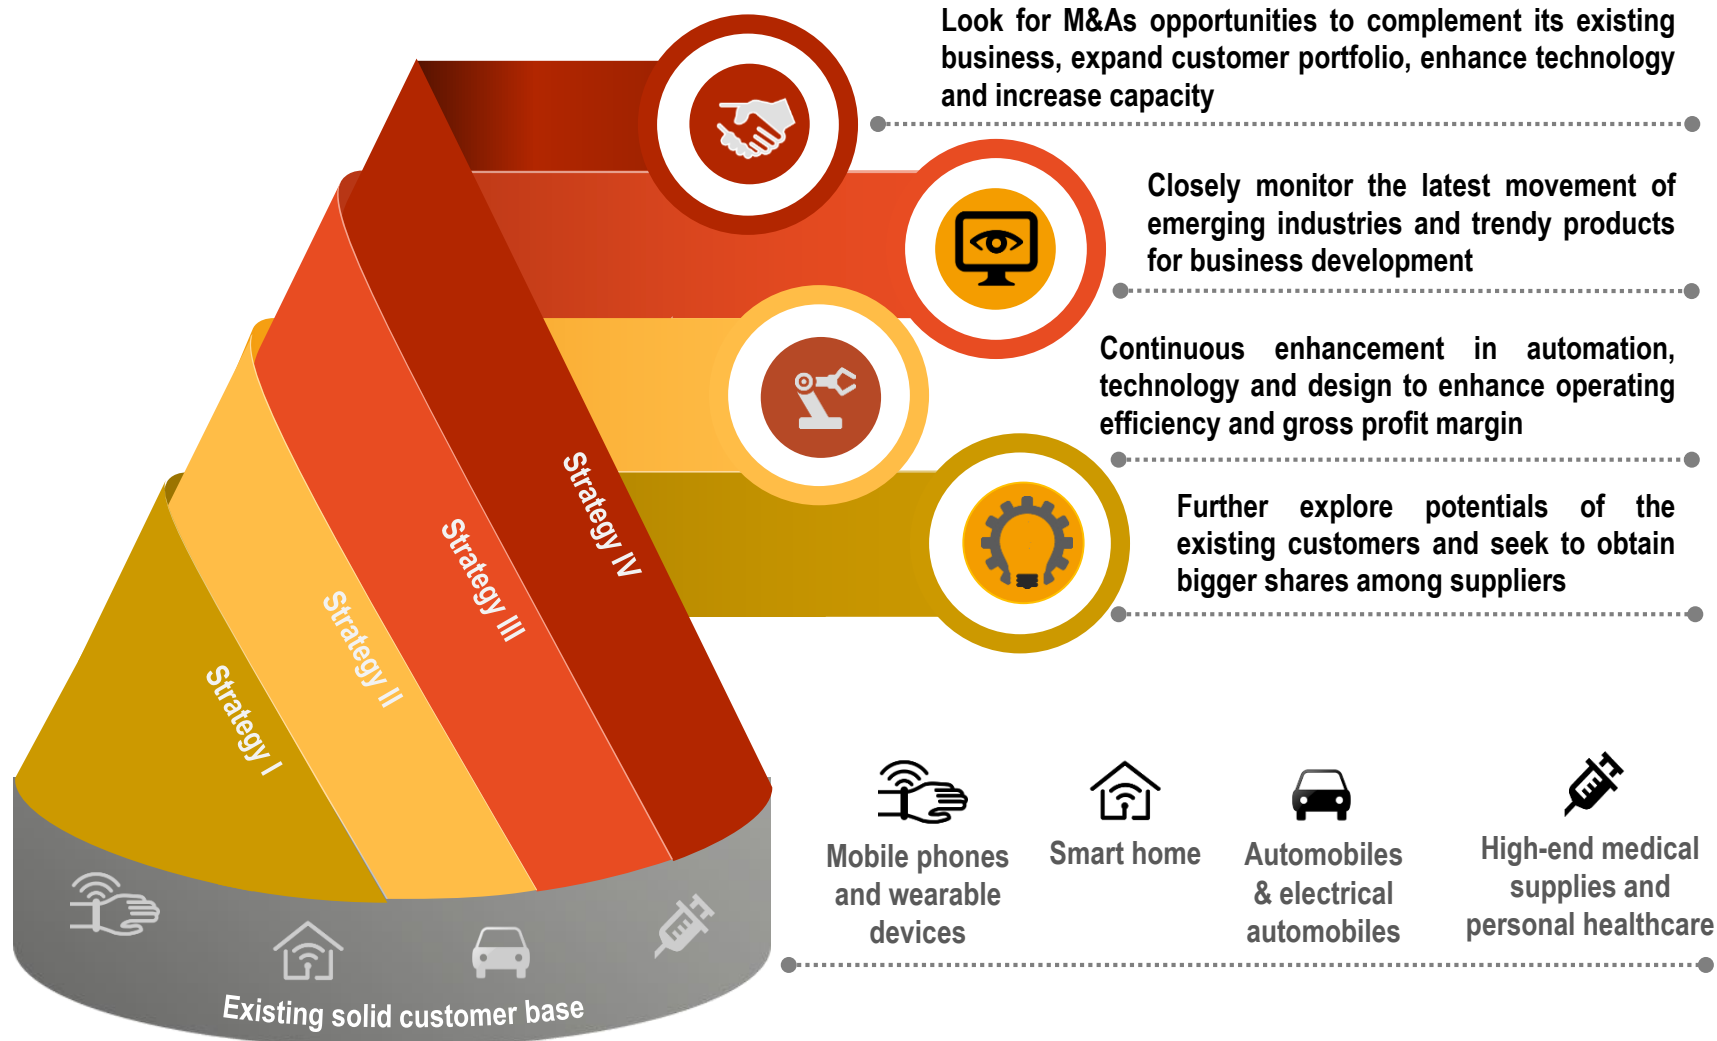 Look for M&As opportunities to complement its existing
business, expand customer portfolio, enhance technology
and increase capacity
Closely monitor the latest movement of
emerging industries and trendy products
for business development
Continuous enhancement in automation,
technology and design to enhance operating
efficiency and gross profit margin
Further explore potentials of the
existing customers and seek to obtain
bigger shares among suppliers
Strategy IV
Strategy III
Strategy II
Strategy I
Mobile phones
and wearable
devices
Smart home
Automobiles
& electrical
automobiles
High-end medical
supplies and
personal healthcare
Existing solid customer base